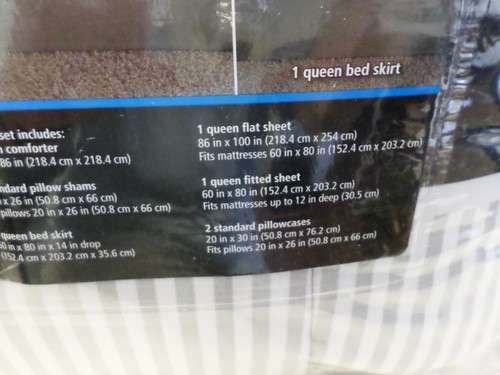 1 queen bed skirt
set includes:
comforter
86 in (218.4 cm x 218.4 cm)
pillow shams
x 26 in (50.8 cm x 66 cm)
pillows 20 in x 26 in (50.8 cm x 66 cm)
queen bed skirt
in x 80 in x 14 in drop
(152.4 cm x 203.2 cm x 35.6 cm)
1 queen flat sheet
86 in x 100 in (218.4 cm x 254 cm)
Fits mattresses 60 in x 80 in (152.4 cm x 203.2 cm)
1 queen fitted sheet
60 in x 80 in (152.4 cm x 203.2 cm)
Fits mattresses up to 12 in deep (30.5 cm)
2 standard pillowcases
20 in x 30 in (50.8 cm x 76.2 cm)
Fits pillows 20 in x 26 in (50.8 cm x 66 cm)